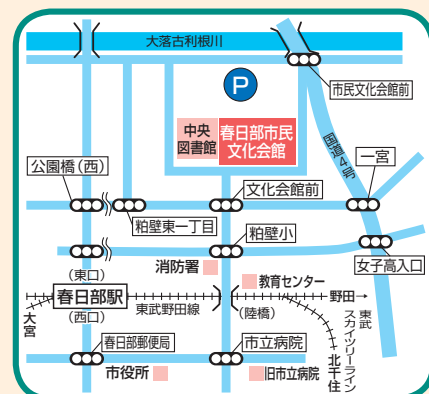 大落古利根川
市民文化会館前
P
国道4号
中央
図書館
春日部市民
文化会館
公園橋(西)
文化会館前
一宮
粕壁東一丁目
粕壁小
女子高入口
消防署
教育センター
(東口)
春日部駅
(西口)
大宮
東武野田線
(陸橋)
野田
東武
スカイツリーライン
北千住
春日部郵便局
市立病院
市役所
旧市立病院